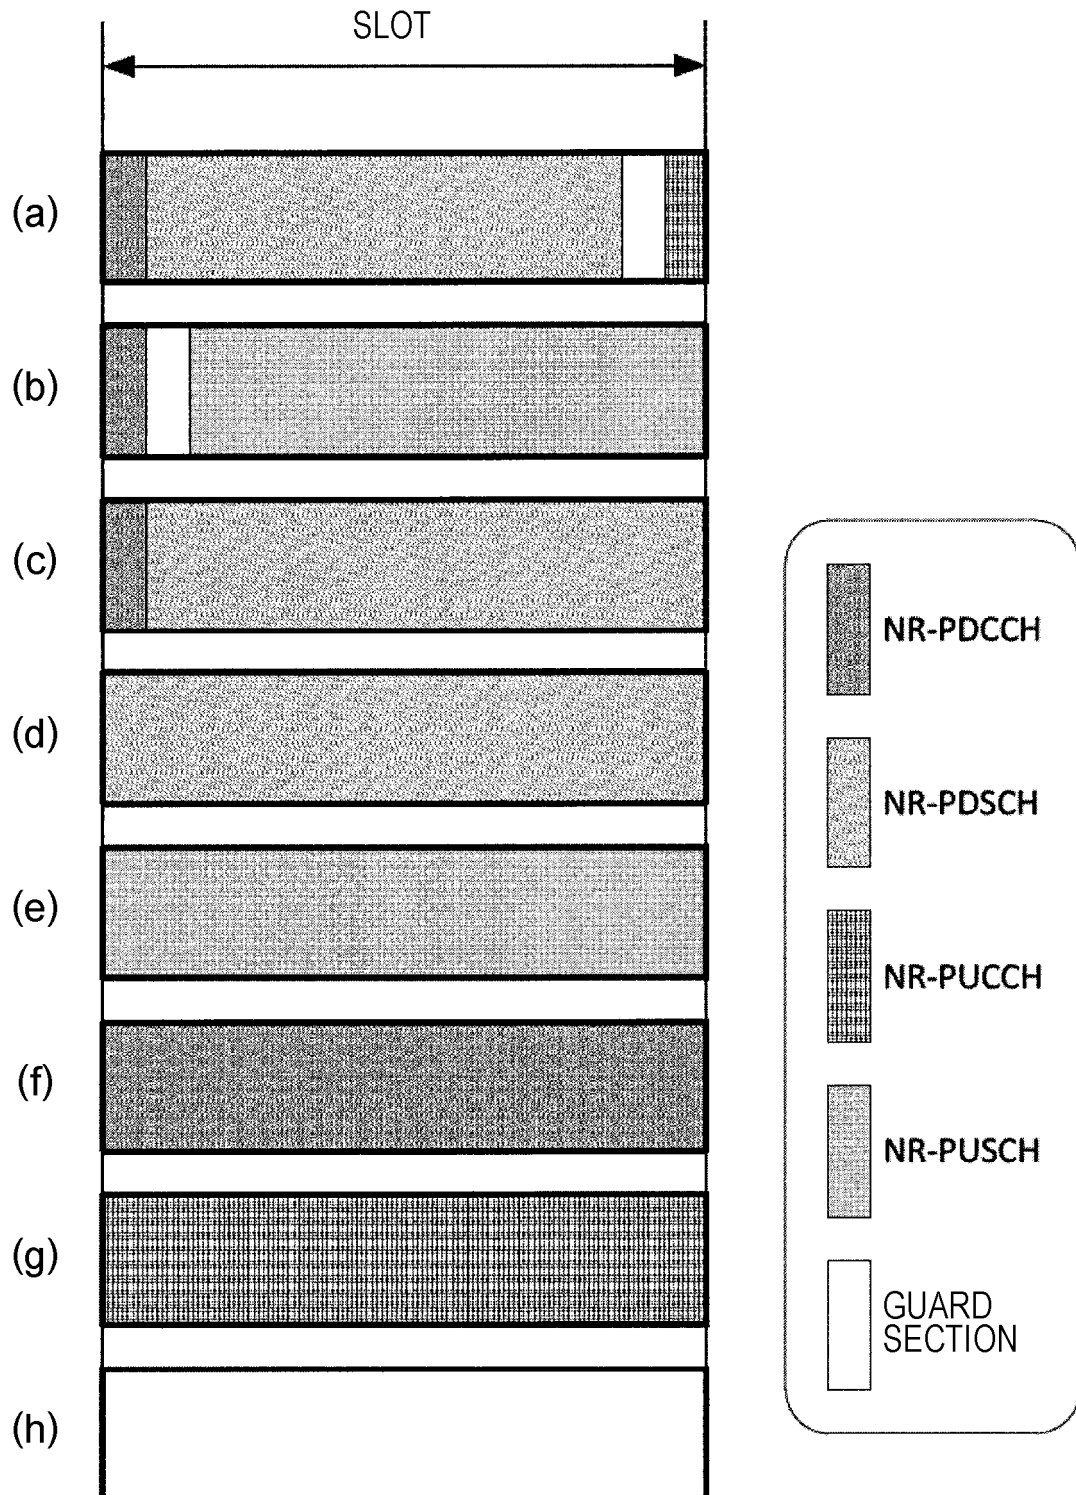 SLOT
(a)
(b)
(c)
(d)
(e)
(f)
(g)
(h)
NR-PDCCH
NR-PDSCH
NR-PUCCH
NR-PUSCH
GUARD
SECTION